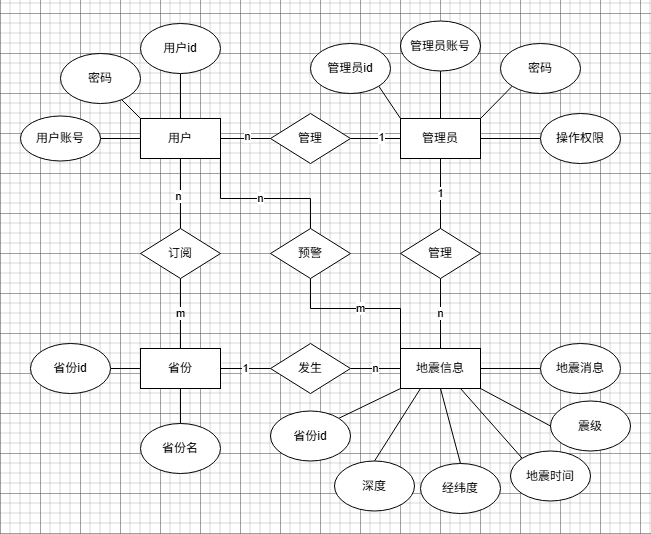 用户id
管理员账号
密码
管理员id
密码
用户账号
用户
n
管理
1
管理员
操作权限
n
n
1
订阅
预警
管理
m
m
n
省份id
省份
1
发生
n
地震信息
地震消息
省份名
省份id
震级
深度
经纬度
地震时间